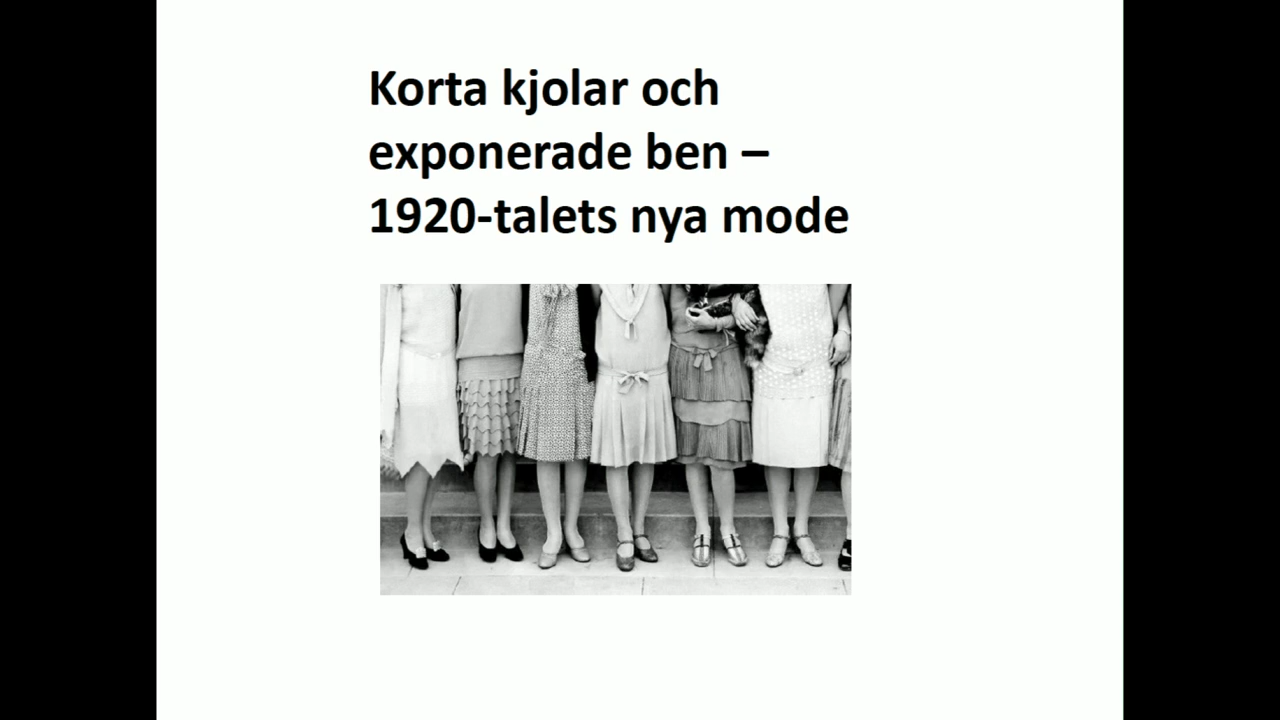 Korta kjolar och
exponerade ben –
1920-talets nya mode